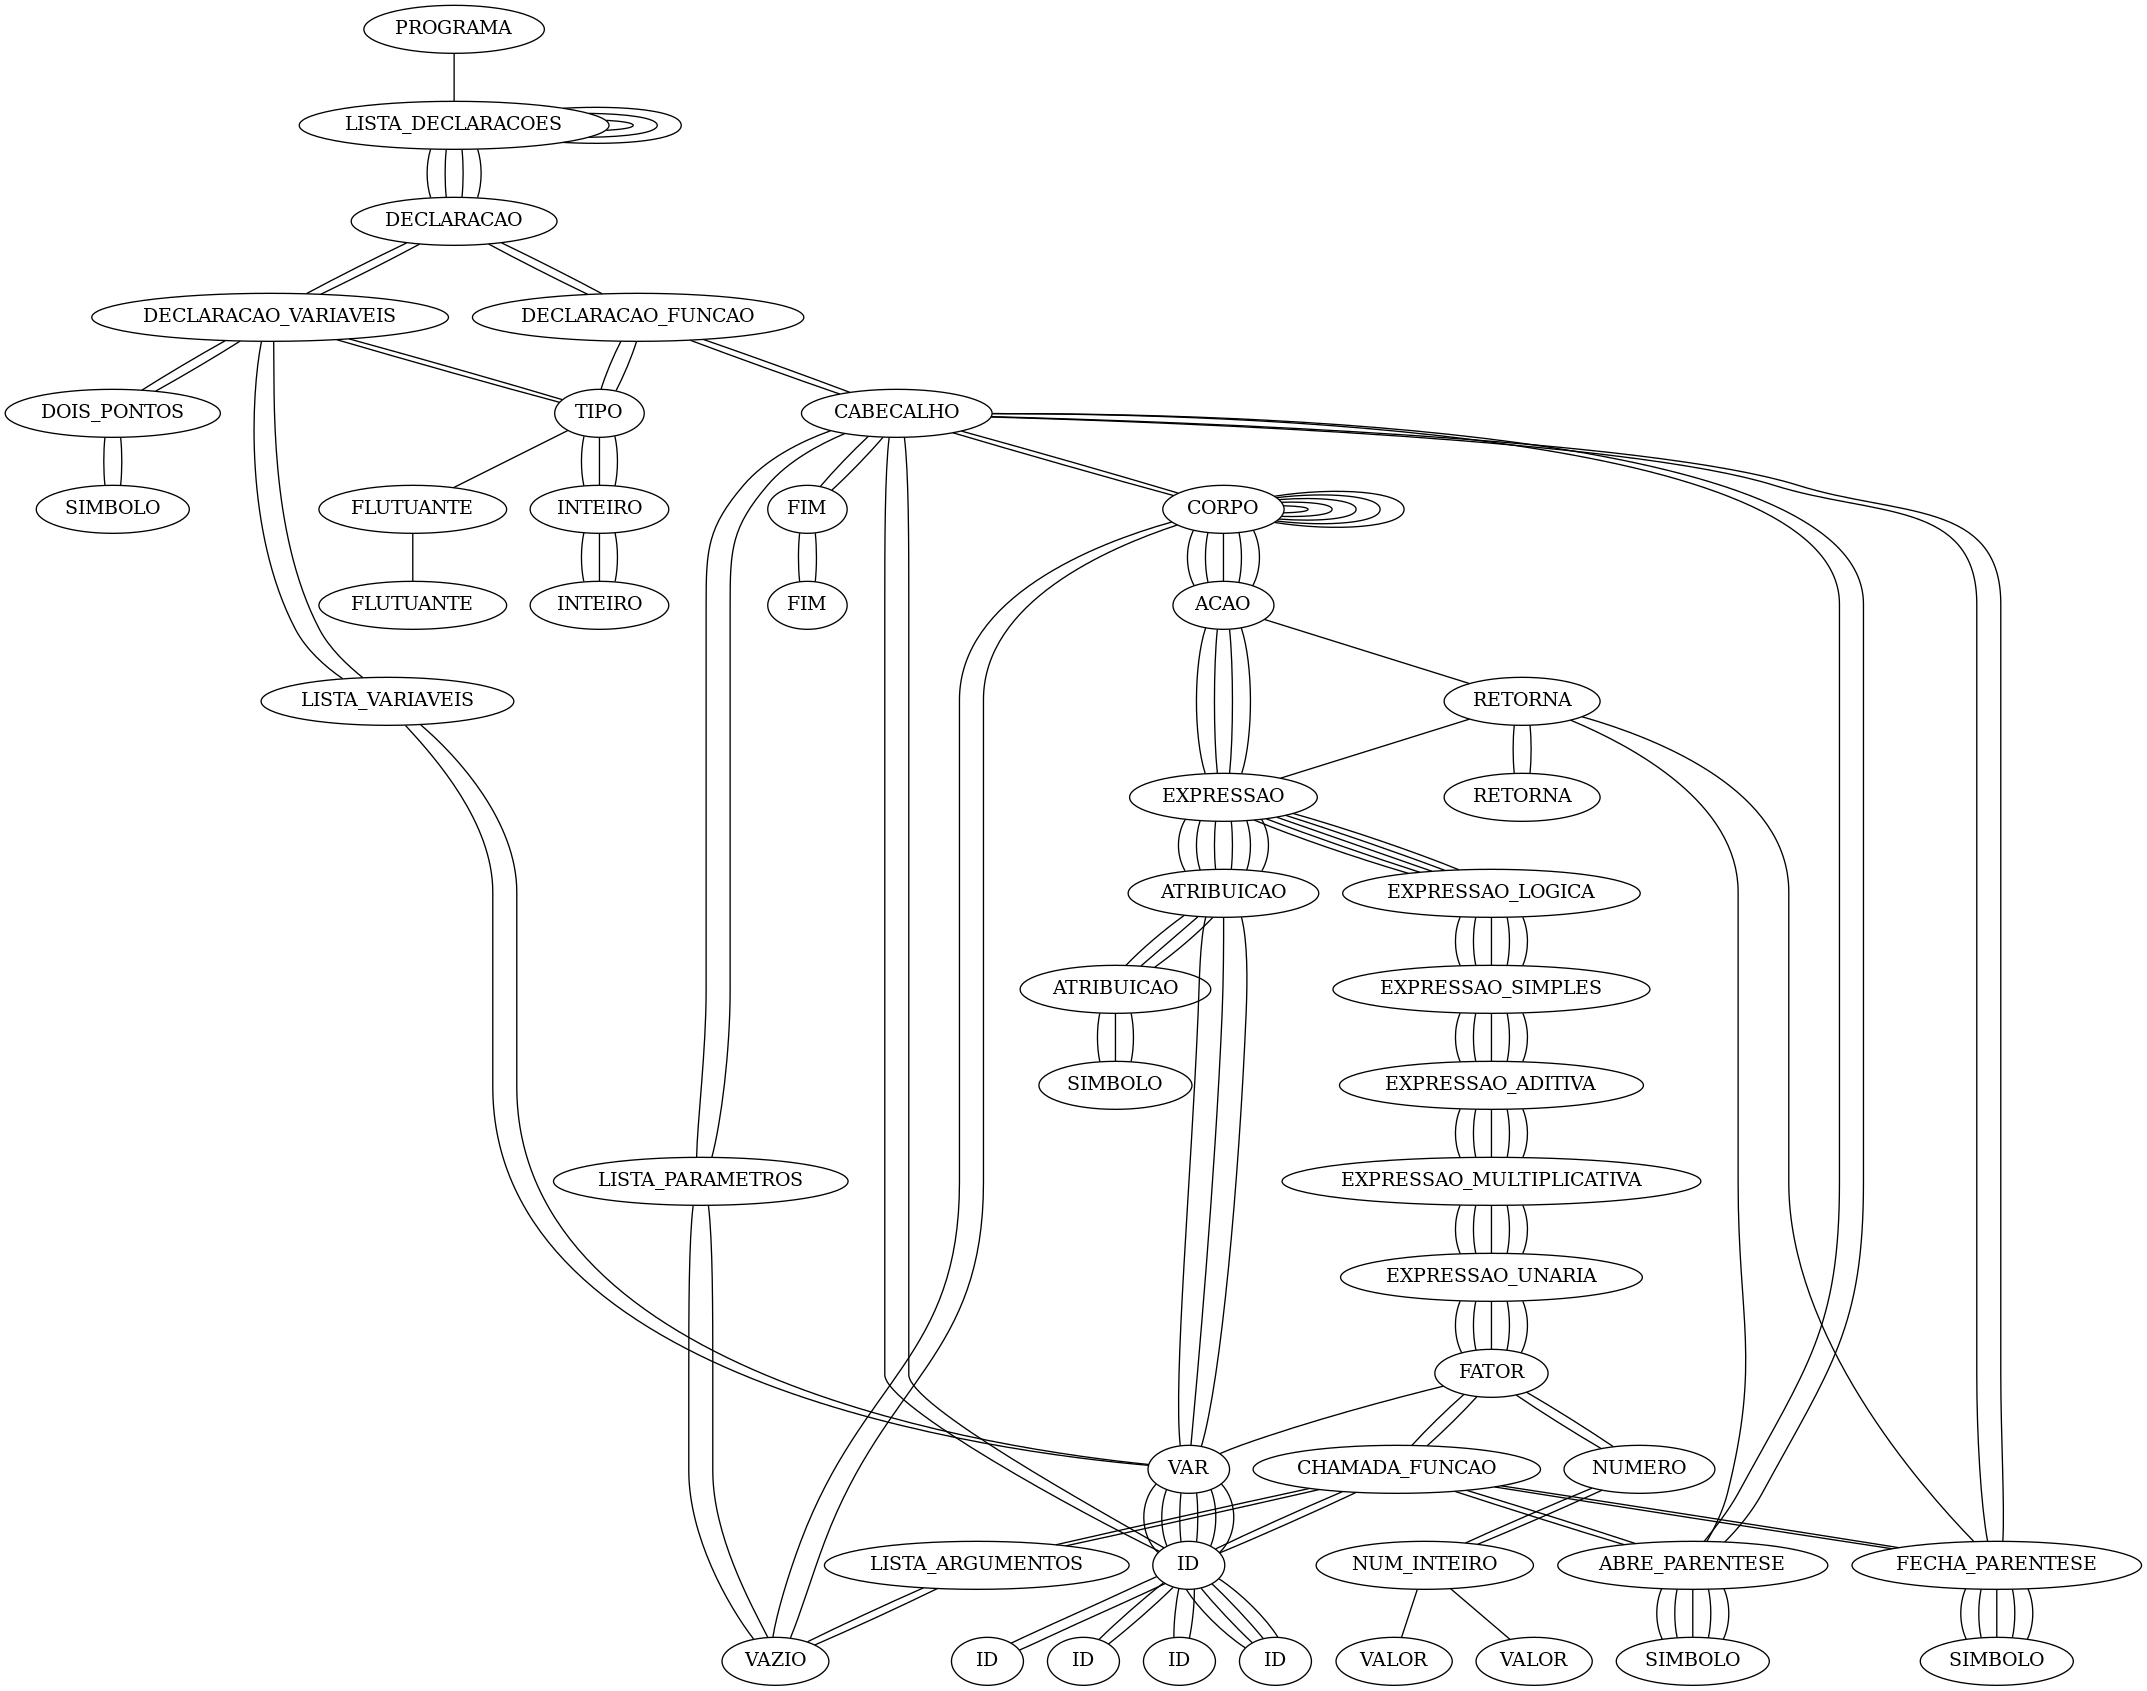 PROGRAMA
LISTA_DECLARACOES
DECLARACAO
DECLARACAO_VARIAVEIS
DECLARACAO_FUNCAO
DOIS_PONTOS
TIPO
CABECALHO
SIMBOLO
FLUTUANTE
INTEIRO
FIM
CORPO
FLUTUANTE
INTEIRO
FIM
ACAO
LISTA_VARIAVEIS
RETORNA
EXPRESSAO
RETORNA
ATRIBUICAO
EXPRESSAO_LOGICA
ATRIBUICAO
EXPRESSAO_SIMPLES
SIMBOLO
EXPRESSAO_ADITIVA
LISTA_PARAMETROS
EXPRESSAO_MULTIPLICATIVA
EXPRESSAO_UNARIA
FATOR
VAR
CHAMADA_FUNCAO
NUMERO
LISTA_ARGUMENTOS
ID
NUM_INTEIRO
ABRE_PARENTESE
FECHA_PARENTESE
VAZIO
ID
ID
ID
ID
VALOR
VALOR
SIMBOLO
SIMBOLO